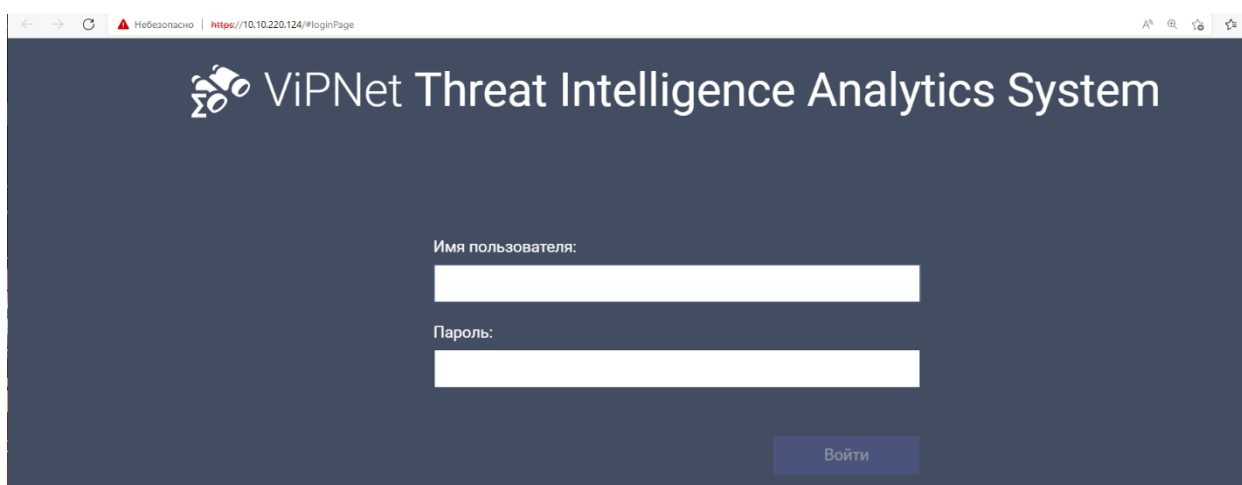 Небезопасно | https://10.10.220.124/#loginPage
ViPNet Threat Intelligence Analytics System
Имя пользователя:
Пароль:
Войти